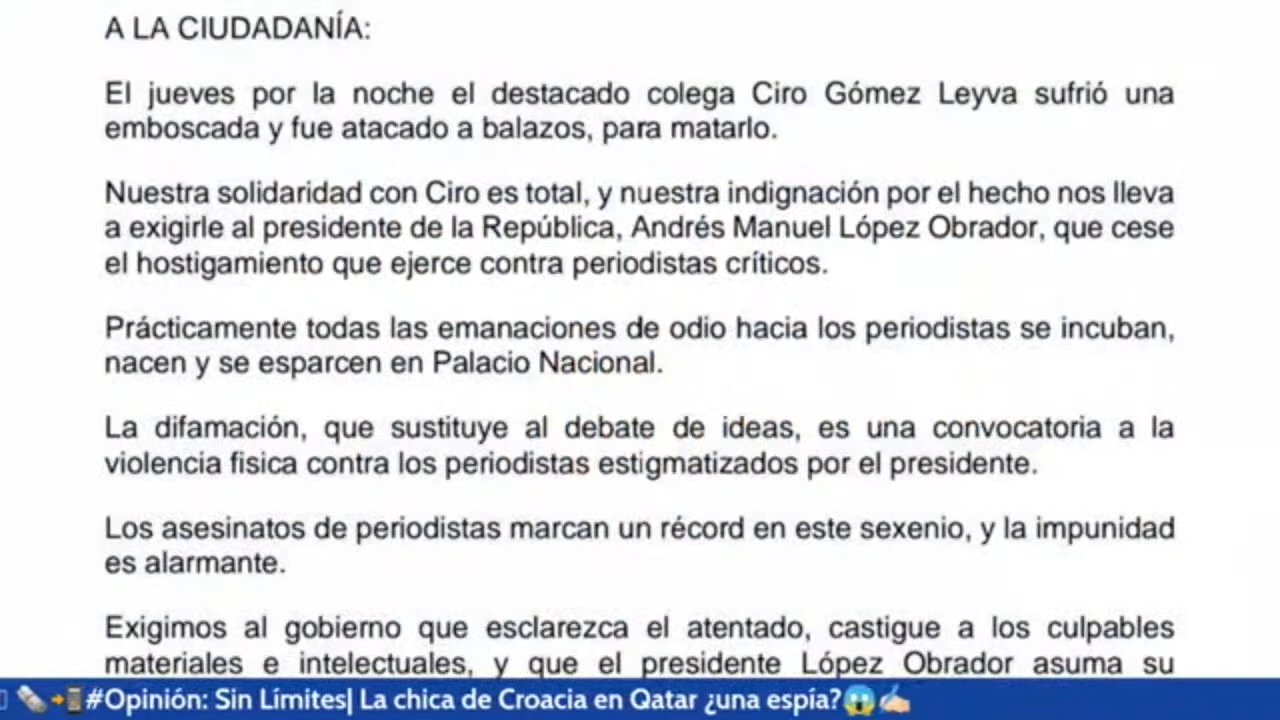 A LA CIUDADANÍA:
El jueves por la noche el destacado colega Ciro Gómez Leyva sufrió una
emboscada y fue atacado a balazos, para matarlo.
Nuestra solidaridad con Ciro es total, y nuestra indignación por el hecho nos lleva
a exigirle al presidente de la República, Andrés Manuel López Obrador, que cese
el hostigamiento que ejerce contra periodistas críticos.
Prácticamente todas las emanaciones de odio hacia los periodistas se incuban,
nacen y se esparcen en Palacio Nacional.
La difamación, que sustituye al debate de ideas, es una convocatoria a la
violencia fisica contra los periodistas estigmatizados por el presidente.
Los asesinatos de periodistas marcan un récord en este sexenio, y la impunidad
es alarmante.
Exigimos al gobierno que esclarezca el atentado, castigue a los culpables
materiales e intelectuales, y que el presidente López Obrador asuma su
🗞️📲#Opinión: Sin Límites| La chica de Croacia en Qatar ¿una espía?😱✍🏻